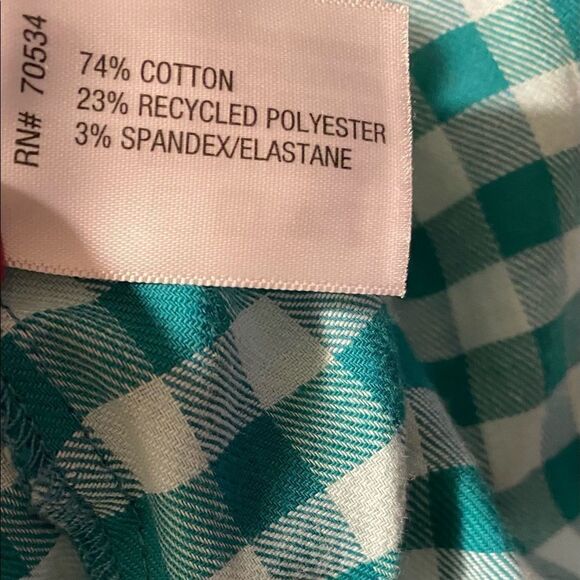 RN# 70534
74% COTTON
23% RECYCLED POLYESTER
3% SPANDEX/ELASTANE